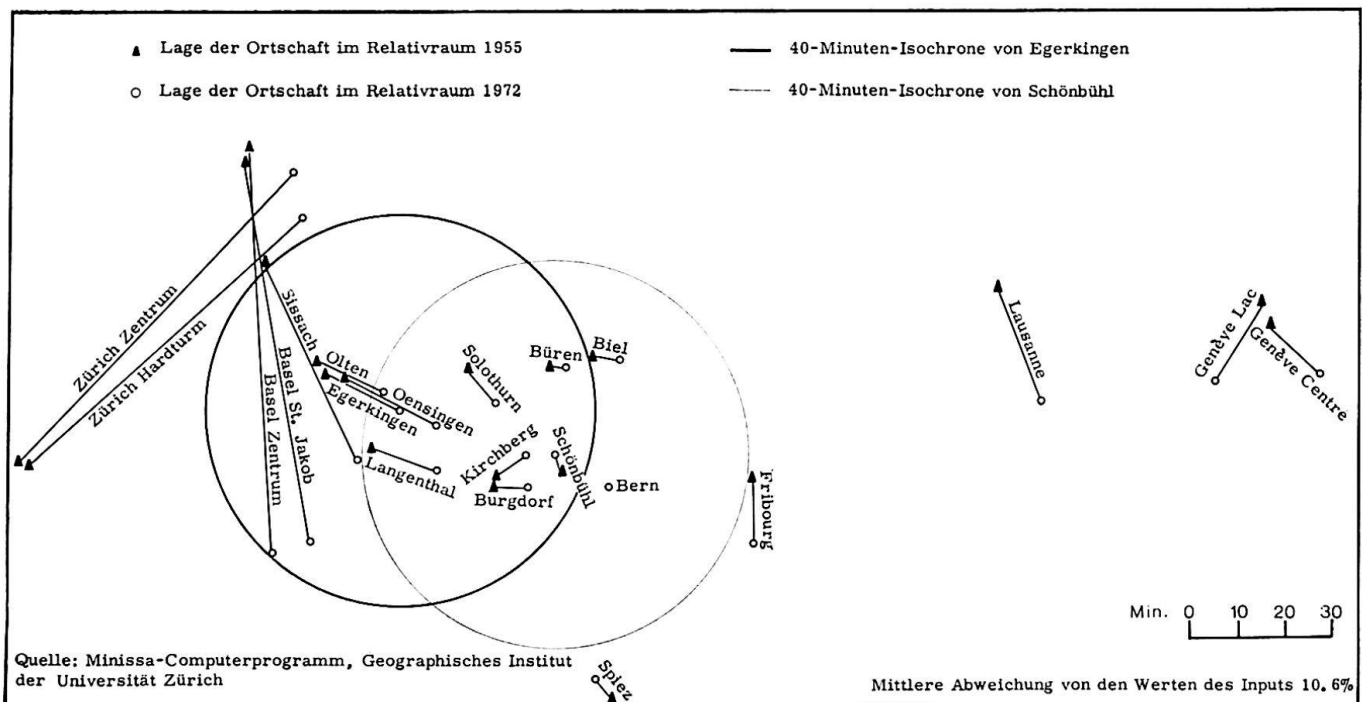 Lage der Ortschaft im Relativraum 1955
40-Minuten-Isochrone von Egerkingen
Lage der Ortschaft im Relativraum 1972
40-Minuten-Isochrone von Schönbühl
Zürich Zentrum
Zürich Hardturm
Sissach
Basel St. Jakob
Basel Zentrum
Olten
Oensingen
Egerkingen
Langenthal
Solothurn
Büren
Biel
Kirchberg
Burgdorf
Schönbühl
Bern
Fribourg
Lausanne
Genève Lac
Genève Centre
Spiez
Min. 0 10 20 30
Quelle: Minissa-Computerprogramm, Geographisches Institut
der Universität Zürich
Mittlere Abweichung von den Werten des Inputs 10.6%